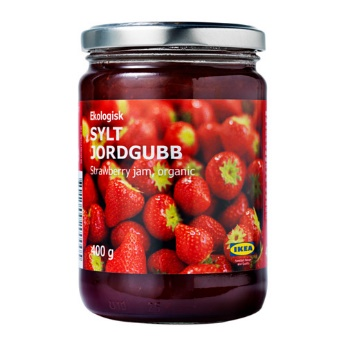 Ekologisk
SYLT
JORDGUBB
Strawberry jam, organic
400 g
IKEA